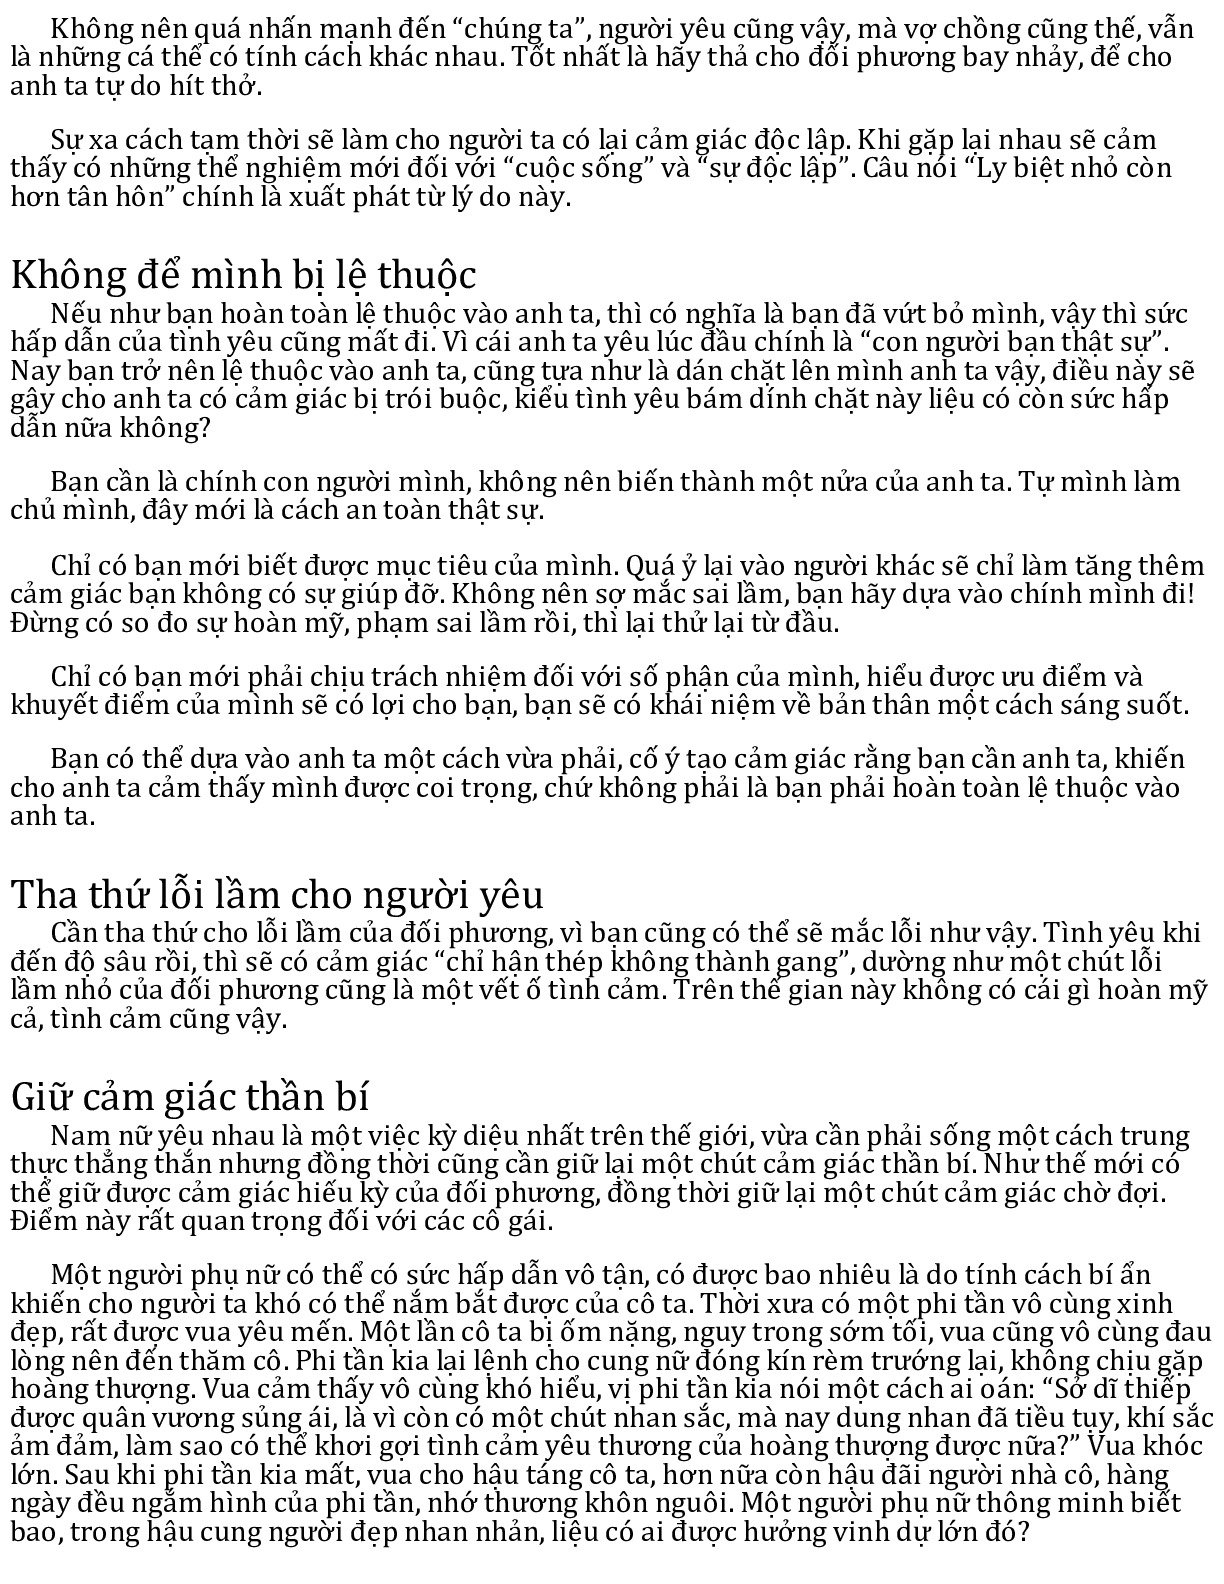 Không nên quá nhấn mạnh đến “chúng ta”, người yêu cũng vậy, mà vợ chồng cũng thế, vẫn
là những cá thể có tính cách khác nhau. Tốt nhất là hãy thả cho đối phương bay nhảy, để cho
anh ta tự do hít thở.
Sự xa cách tạm thời sẽ làm cho người ta có lại cảm giác độc lập. Khi gặp lại nhau sẽ cảm
thấy có những thể nghiệm mới đối với “cuộc sống” và “sự độc lập”. Câu nói “Ly biệt nhỏ còn
hơn tân hôn” chính là xuất phát từ lý do này.
Không để mình bị lệ thuộc
Nếu như bạn hoàn toàn lệ thuộc vào anh ta, thì có nghĩa là bạn đã vứt bỏ mình, vậy thì sức
hấp dẫn của tình yêu cũng mất đi. Vì cái anh ta yêu lúc đầu chính là “con người bạn thật sự”.
Nay bạn trở nên lệ thuộc vào anh ta, cũng tựa như là dán chặt lên mình anh ta vậy, điều này sẽ
gây cho anh ta có cảm giác bị trói buộc, kiểu tình yêu bám dính chặt này liệu có còn sức hấp
dẫn nữa không?
Bạn cần là chính con người mình, không nên biến thành một nửa của anh ta. Tự mình làm
chủ mình, đây mới là cách an toàn thật sự.
Chỉ có bạn mới biết được mục tiêu của mình. Quá ỷ lại vào người khác sẽ chỉ làm tăng thêm
cảm giác bạn không có sự giúp đỡ. Không nên sợ mắc sai lầm, bạn hãy dựa vào chính mình đi!
Đừng có so đo sự hoàn mỹ, phạm sai lầm rồi, thì lại thử lại từ đầu.
Chỉ có bạn mới phải chịu trách nhiệm đối với số phận của mình, hiểu được ưu điểm và
khuyết điểm của mình sẽ có lợi cho bạn, bạn sẽ có khái niệm về bản thân một cách sáng suốt.
Bạn có thể dựa vào anh ta một cách vừa phải, cố ý tạo cảm giác rằng bạn cần anh ta, khiến
cho anh ta cảm thấy mình được coi trọng, chứ không phải là bạn phải hoàn toàn lệ thuộc vào
anh ta.
Tha thứ lỗi lầm cho người yêu
Cần tha thứ cho lỗi lầm của đối phương, vì bạn cũng có thể sẽ mắc lỗi như vậy. Tình yêu khi
đến độ sâu rồi, thì sẽ có cảm giác “chỉ hận thép không thành gang”, dường như một chút lỗi
lầm nhỏ của đối phương cũng là một vết ố tình cảm. Trên thế gian này không có cái gì hoàn mỹ
cả, tình cảm cũng vậy.
Giữ cảm giác thần bí
Nam nữ yêu nhau là một việc kỳ diệu nhất trên thế giới, vừa cần phải sống một cách trung
thực thẳng thắn nhưng đồng thời cũng cần giữ lại một chút cảm giác thần bí. Như thế mới có
thể giữ được cảm giác hiếu kỳ của đối phương, đồng thời giữ lại một chút cảm giác chờ đợi.
Điểm này rất quan trọng đối với các cô gái.
Một người phụ nữ có thể có sức hấp dẫn vô tận, có được bao nhiêu là do tính cách bí ẩn
khiến cho người ta khó có thể nắm bắt được của cô ta. Thời xưa có một phi tần vô cùng xinh
đẹp, rất được vua yêu mến. Một lần cô ta bị ốm nặng, nguy trong sớm tối, vua cũng vô cùng đau
lòng nên đến thăm cô. Phi tần kia lại lệnh cho cung nữ đóng kín rèm trướng lại, không chịu gặp
hoàng thượng. Vua cảm thấy vô cùng khó hiểu, vị phi tần kia nói một cách ai oán: “Sở dĩ thiếp
được quân vương sủng ái, là vì còn có một chút nhan sắc, mà nay dung nhan đã tiều tụy, khí sắc
ảm đảm, làm sao có thể khơi gợi tình cảm yêu thương của hoàng thượng được nữa?” Vua khóc
lớn. Sau khi phi tần kia mất, vua cho hậu táng cô ta, hơn nữa còn hậu đãi người nhà cô, hàng
ngày đều ngắm hình của phi tần, nhớ thương khôn nguôi. Một người phụ nữ thông minh biết
bao, trong hậu cung người đẹp nhan nhản, liệu có ai được hưởng vinh dự lớn đó?